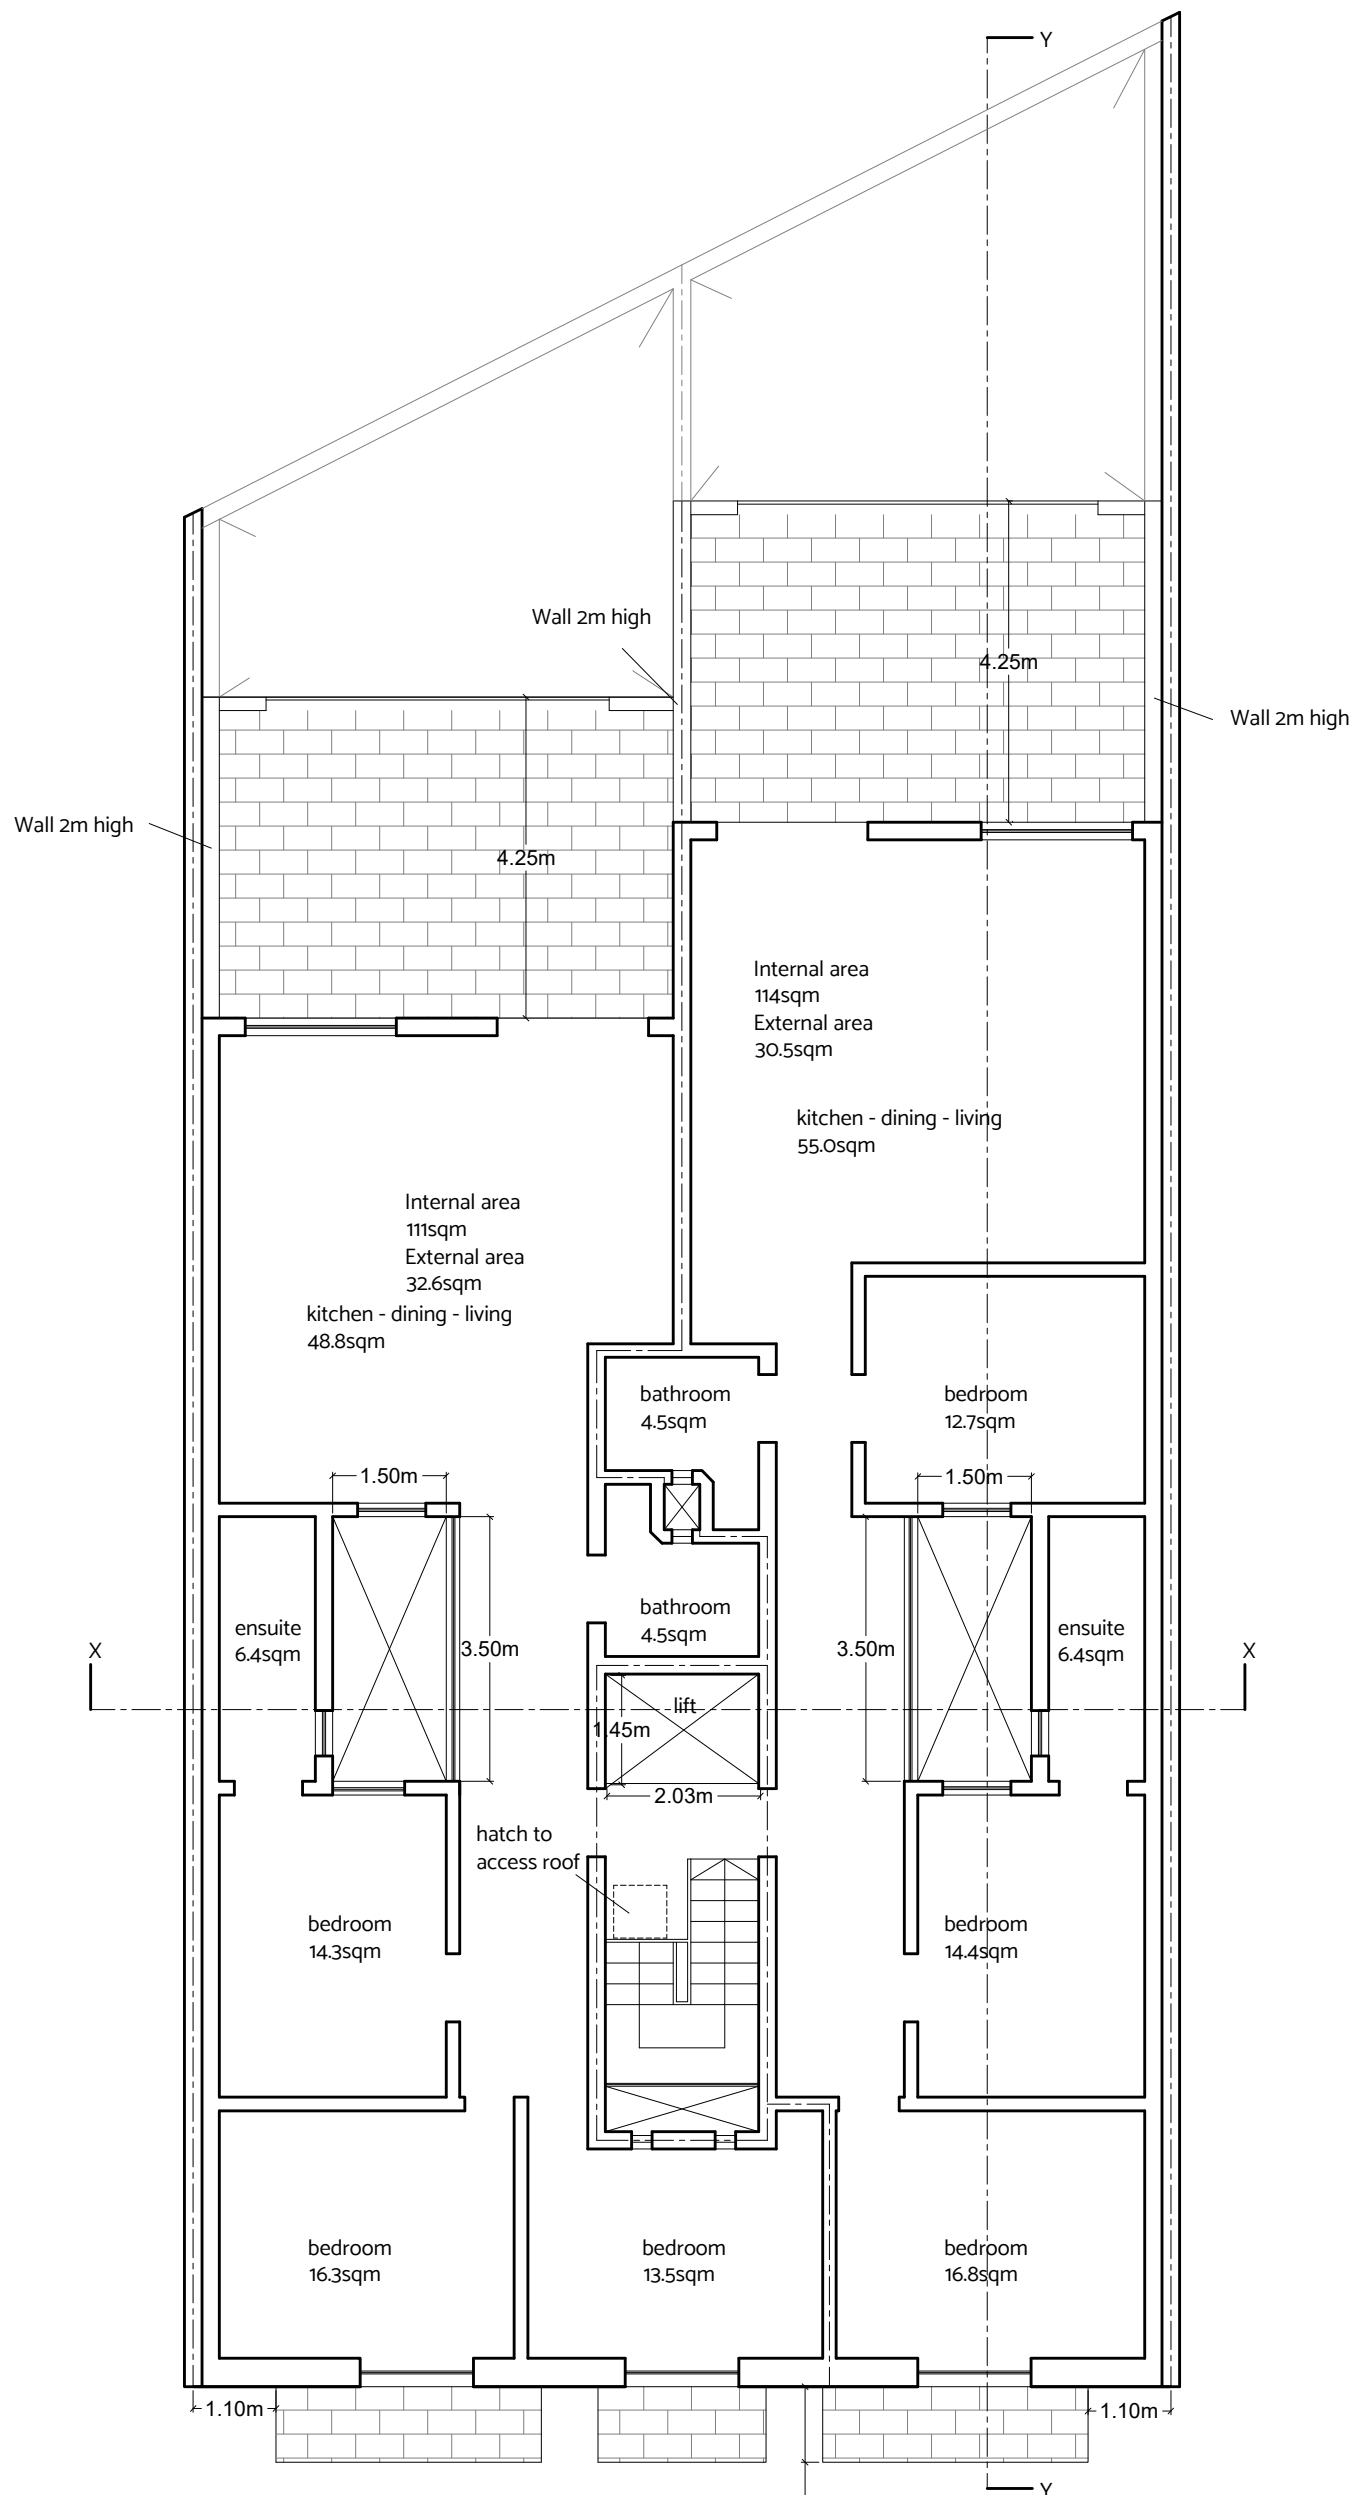 Y
Wall 2m high
4.25m
Wall 2m high
Wall 2m high
4.25m
Internal area
114sqm
External area
30.5sqm
kitchen - dining - living
55.0sqm
Internal area
111sqm
External area
32.6sqm
kitchen - dining - living
48.8sqm
bathroom
4.5sqm
bedroom
12.7sqm
1.50m
1.50m
ensuite
6.4sqm
3.50m
bathroom
4.5sqm
3.50m
ensuite
6.4sqm
X
X
lift
1.45m
2.03m
hatch to
access roof
bedroom
14.3sqm
bedroom
14.4sqm
bedroom
16.3sqm
bedroom
13.5sqm
bedroom
16.8sqm
1.10m
1.10m
Y